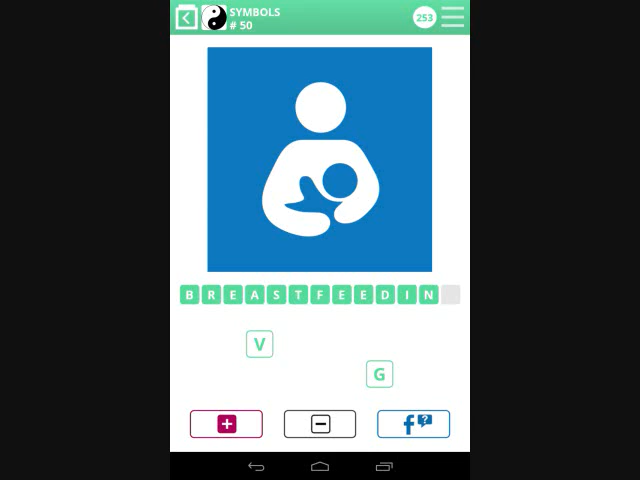 SYMBOLS
# 50
253
BREASTFEEDIN
V
G
+
−
f ?